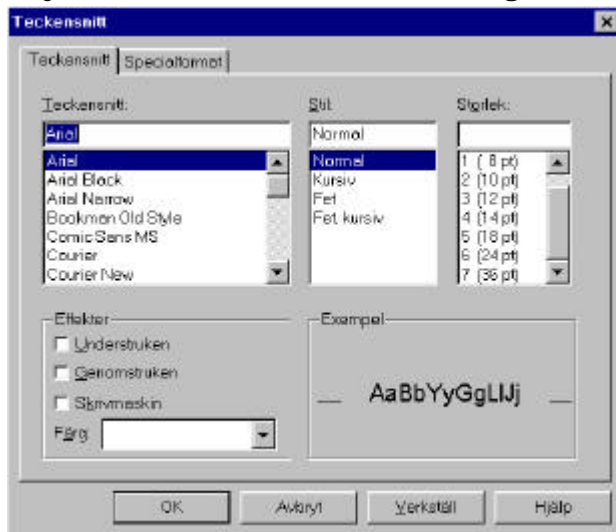 Teckensnitt
Teckensnitt Specialformat
Teckensnitt: Stil: Storlek:
Arial Normal
Arial Normal 1 ( 8 pt)
Arial Black Kursiv 2 (10 pt)
Arial Narrow Fet 3 (12 pt)
Bookman Old Style Fet kursiv 4 (14 pt)
Comic Sans MS 5 (18 pt)
Courier 6 (24 pt)
Courier New 7 (36 pt)
Effekter Exempel
Understruken
Genomstruken
Skrivmaskin
Färg:
AaBbYyGgLlJj
OK Avbryt Verkställ Hjälp